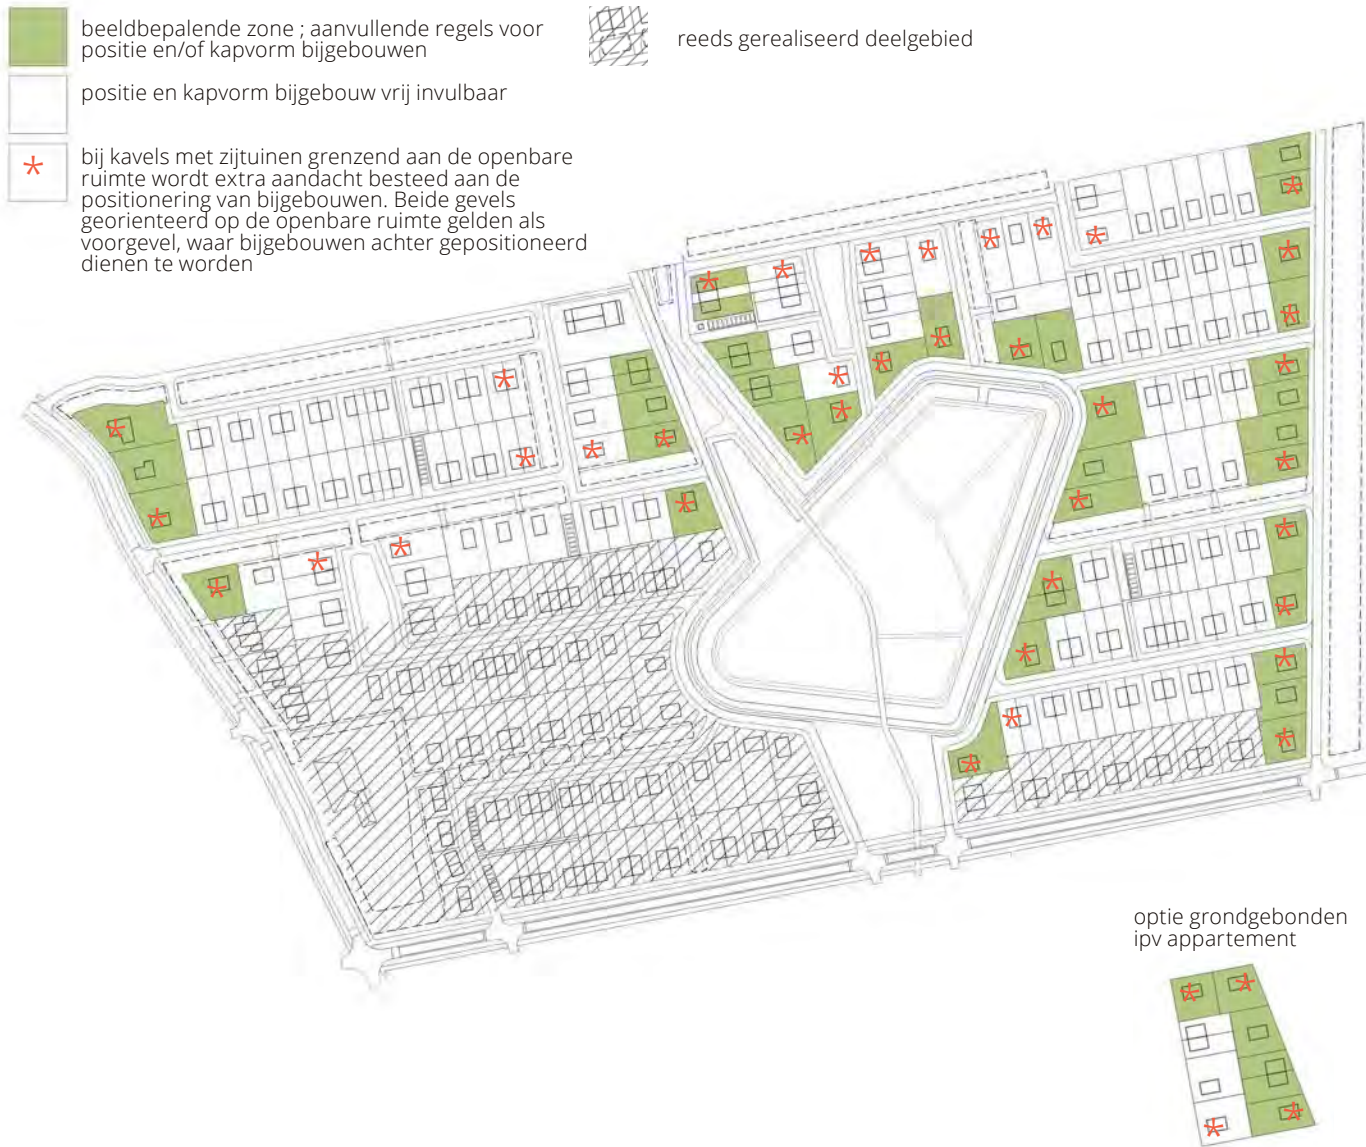 beeldbepalende zone ; aanvullende regels voor
positie en/of kapvorm bijgebouwen
reeds gerealiseerd deelgebied
positie en kapvorm bijgebouw vrij invulbaar
bij kavels met zijtuinen grenzend aan de openbare
ruimte wordt extra aandacht besteed aan de
positionering van bijgebouwen. Beide gevels
georienteerd op de openbare ruimte gelden als
voorgevel, waar bijgebouwen achter gepositioneerd
dienen te worden
optie grondgebonden
ipv appartement